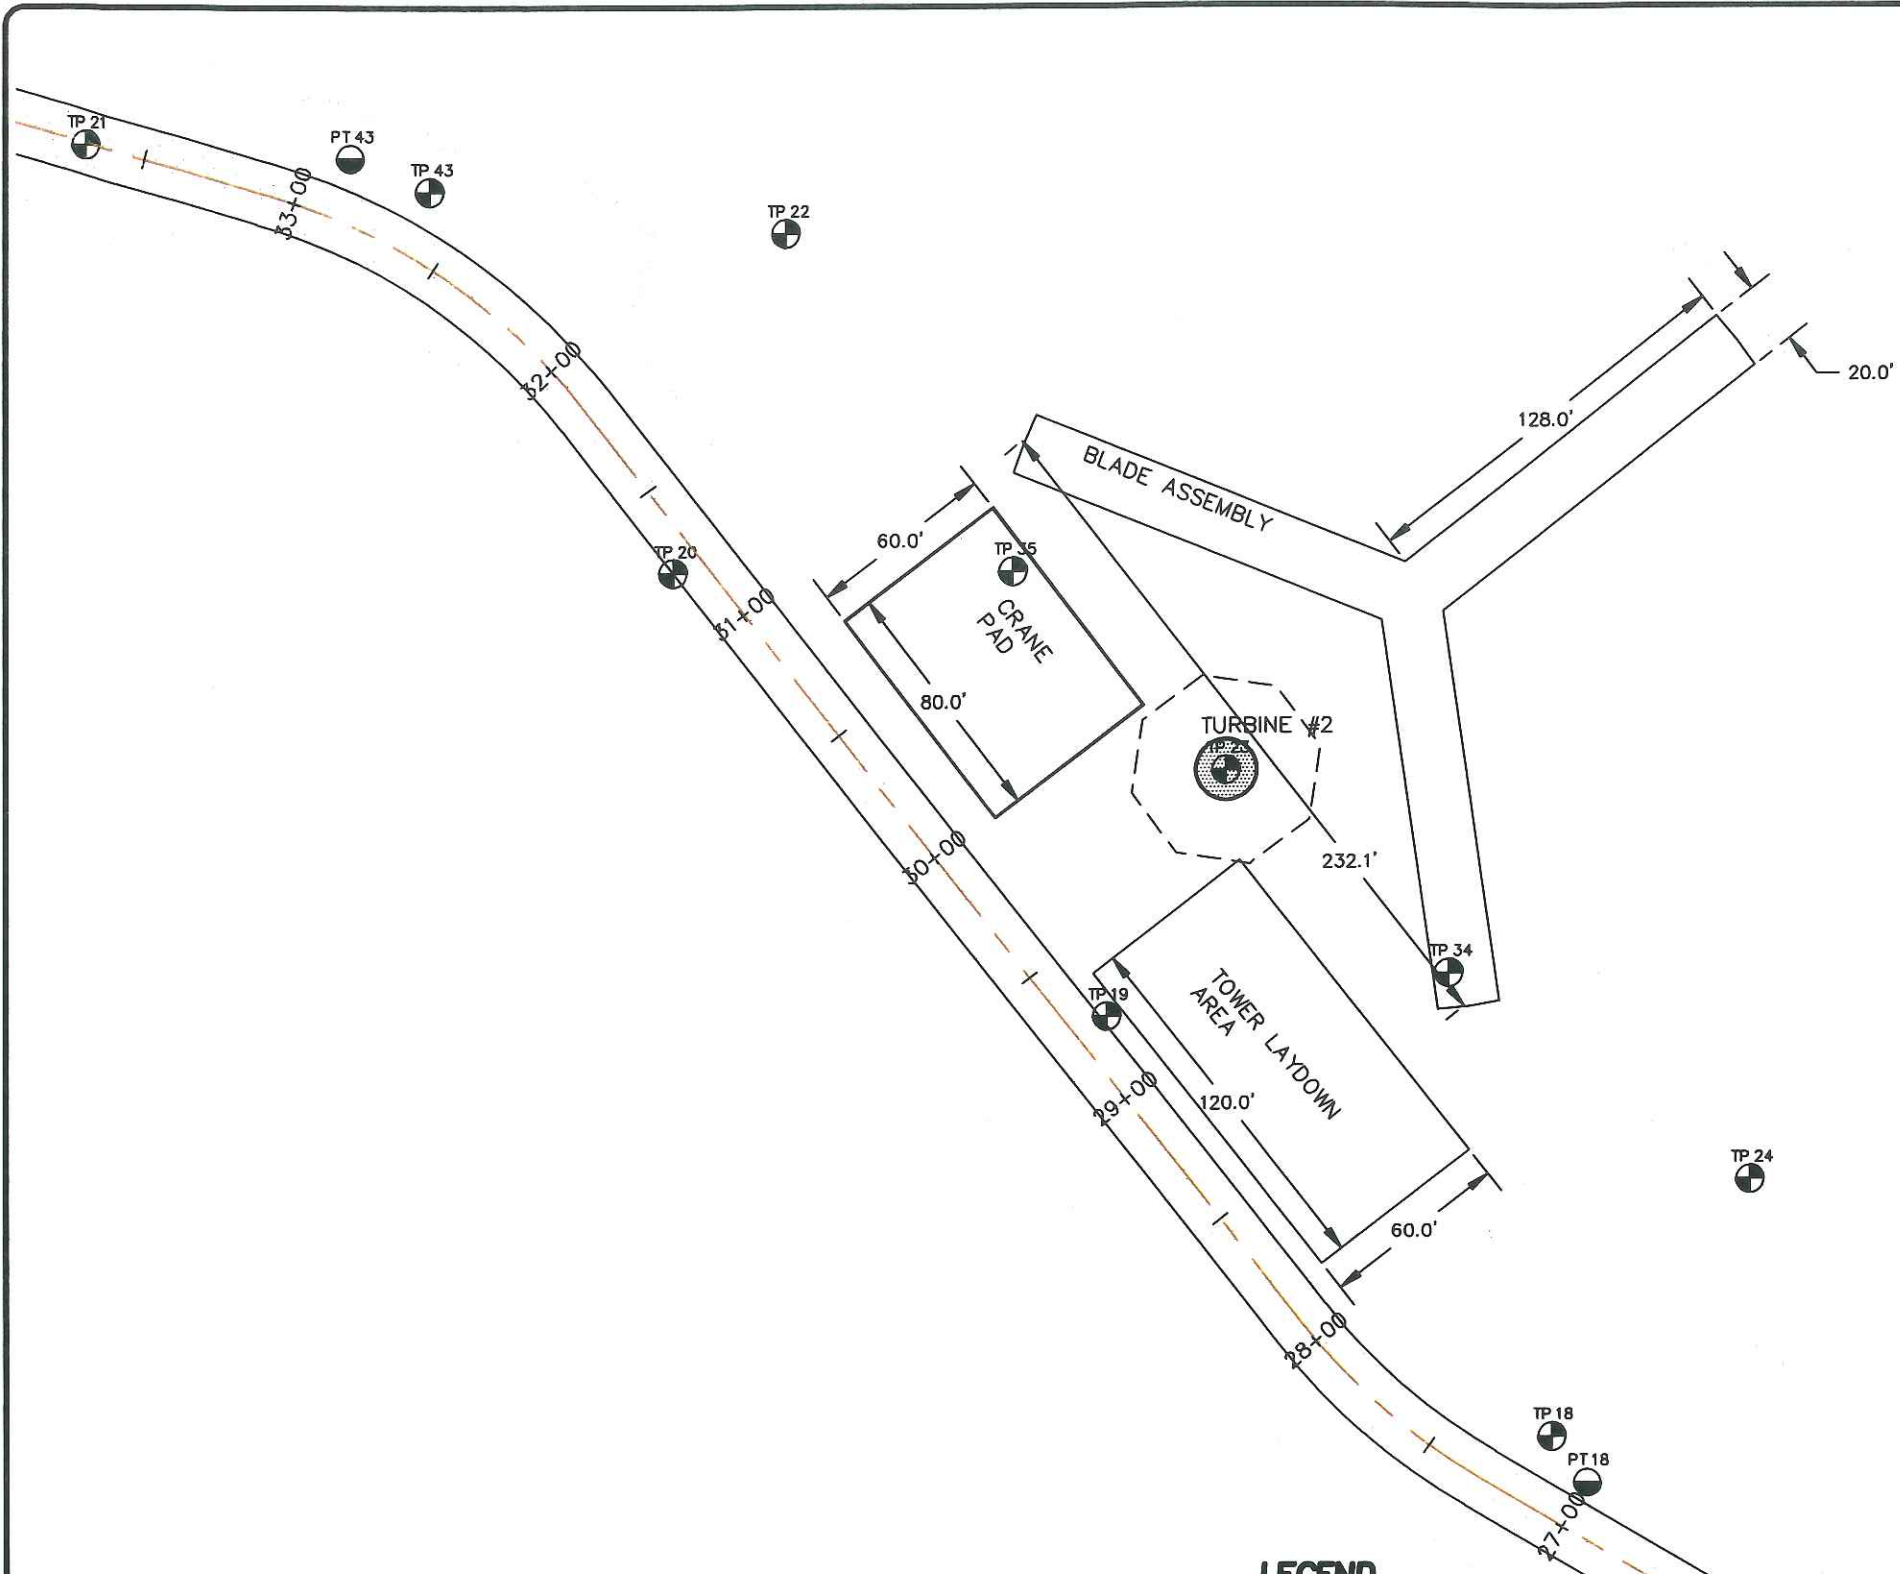 TP 21
PT 43
TP 43
33+00
TP 22
20.0'
128.0'
32+00
BLADE ASSEMBLY
60.0'
TP 35
TP 20
CRANE
PAD
31+00
80.0'
TURBINE #2
30+00
232.1'
TP 34
TP 19
TOWER LAYDOWN
AREA
29+00
120.0'
TP 24
60.0'
28+00
TP 18
PT 18
27+00
LEGEND